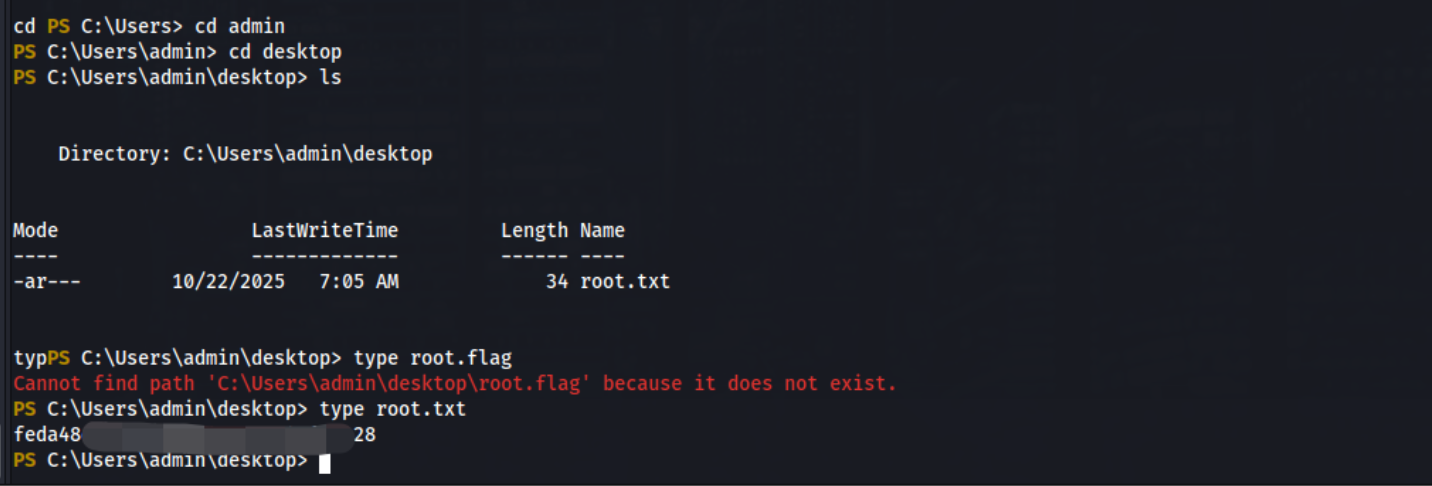 cd PS C:\Users> cd admin
PS C:\Users\admin> cd desktop
PS C:\Users\admin\desktop> ls
Directory: C:\Users\admin\desktop
Mode LastWriteTime Length Name
---- ------------- ------ ----
-ar--- 10/22/2025 7:05 AM 34 root.txt
typPS C:\Users\admin\desktop> type root.flag
Cannot find path 'C:\Users\admin\desktop\root.flag' because it does not exist.
PS C:\Users\admin\desktop> type root.txt
feda48 28
PS C:\Users\admin\desktop>